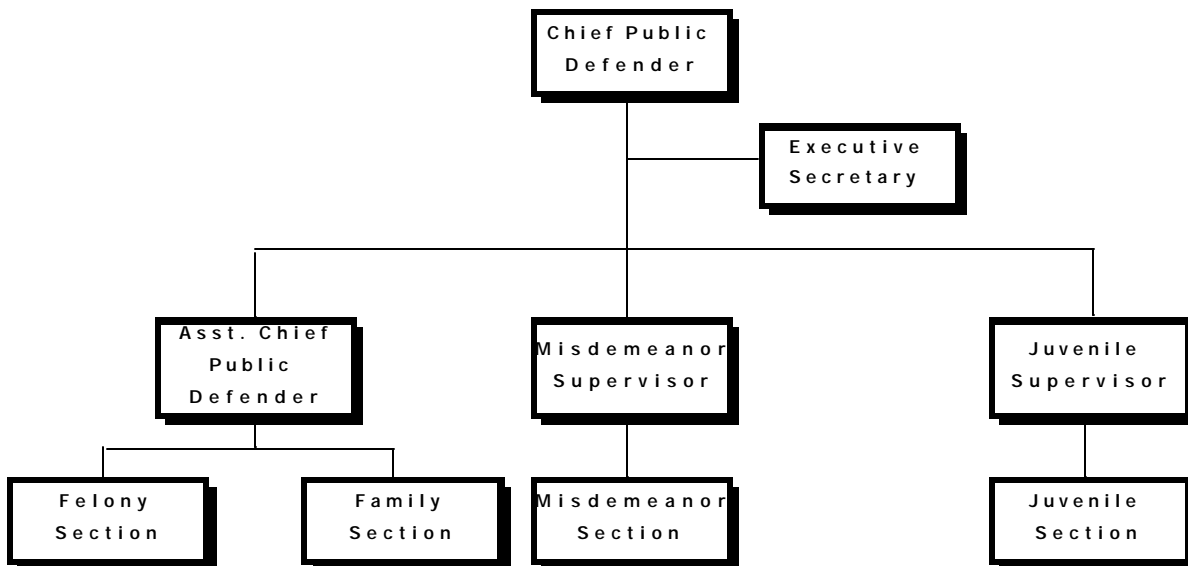 Chief Public
Defender
Executive
Secretary
Asst. Chief
Public
Defender
Misdemeanor
Supervisor
Juvenile
Supervisor
Felony
Section
Family
Section
Misdemeanor
Section
Juvenile
Section